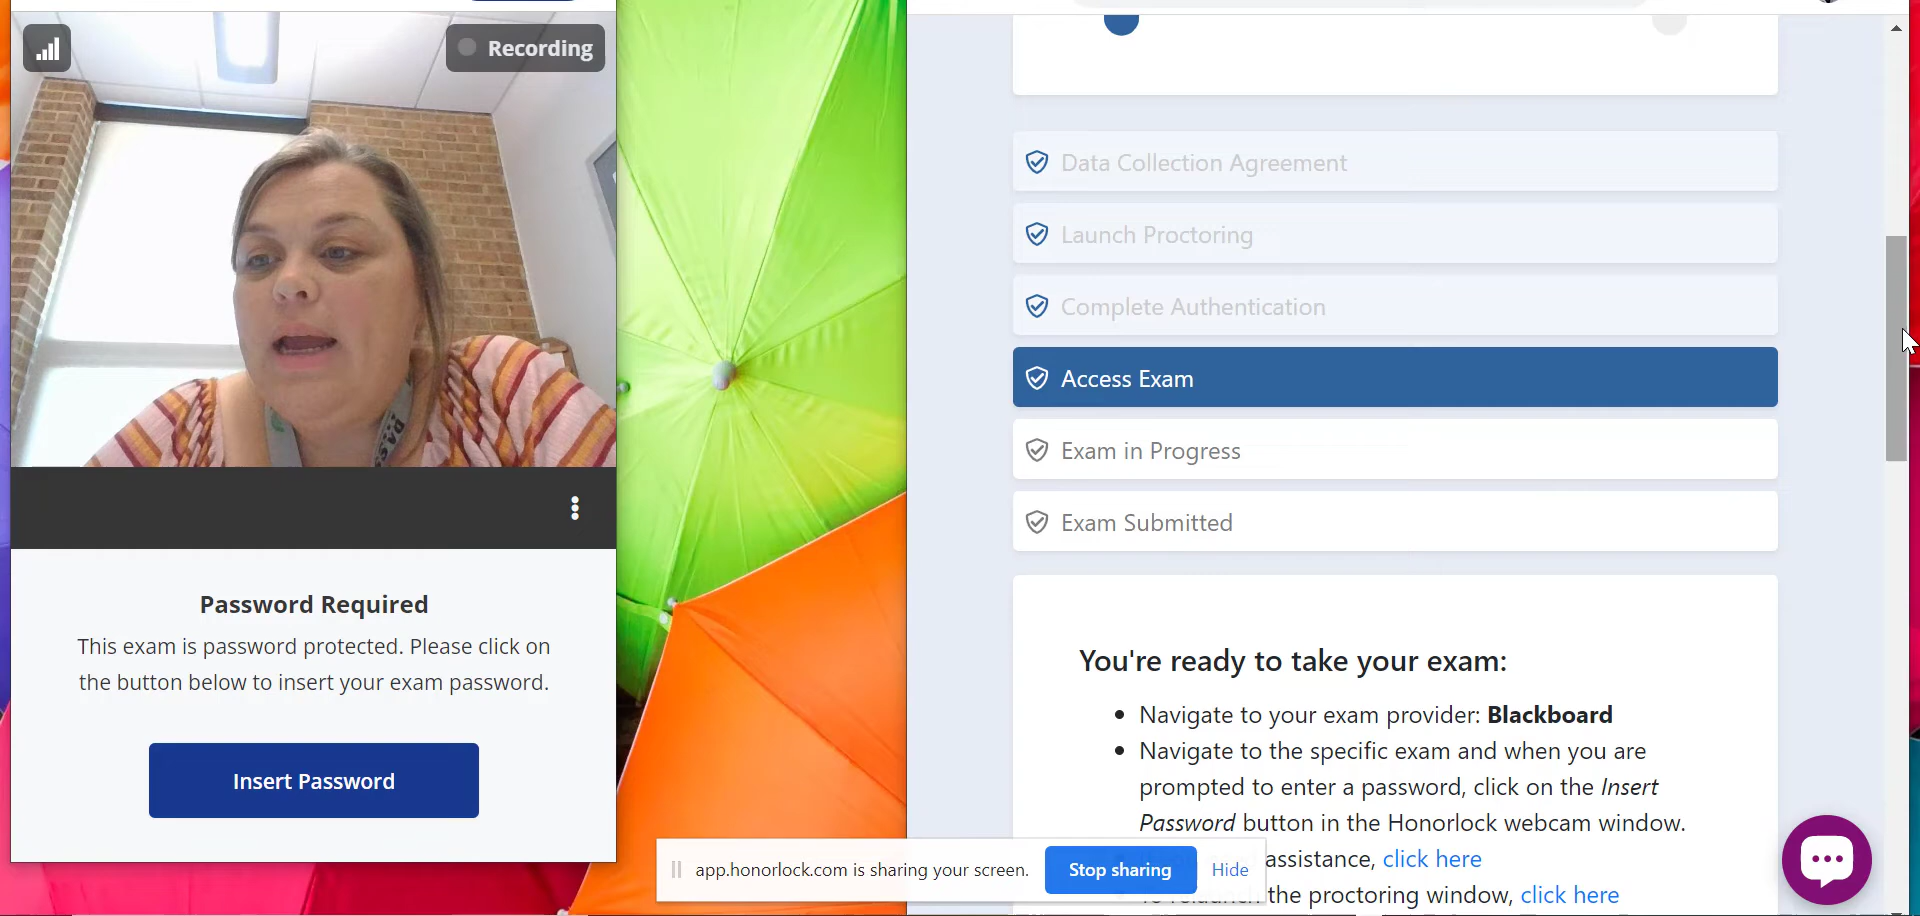 Recording
Password Required
This exam is password protected. Please click on
the button below to insert your exam password.
Insert Password
Data Collection Agreement
Launch Proctoring
Complete Authentication
Access Exam
Exam in Progress
Exam Submitted
You're ready to take your exam:
Navigate to your exam provider: Blackboard
Navigate to the specific exam and when you are
prompted to enter a password, click on the Insert
Password button in the Honorlock webcam window.
assistance, click here
the proctoring window, click here
app.honorlock.com is sharing your screen.
Stop sharing
Hide